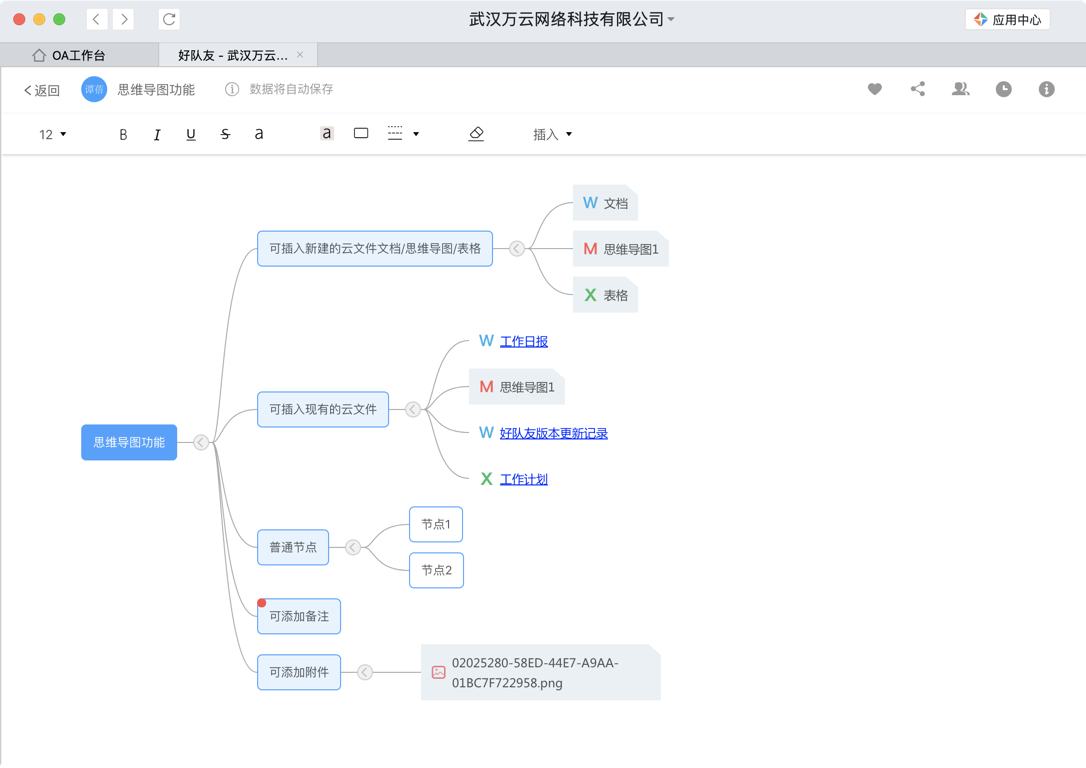 武汉万云网络科技有限公司
应用中心
OA工作台
好队友 - 武汉万云...
返回
谭蓓
思维导图功能
数据将自动保存
12
B
I
U
S
a
a
插入
W 文档
可插入新建的云文件文档/思维导图/表格
M 思维导图1
X 表格
W 工作日报
M 思维导图1
可插入现有的云文件
W 好队友版本更新记录
思维导图功能
X 工作计划
节点1
普通节点
节点2
可添加备注
可添加附件
02025280-58ED-44E7-A9AA-
01BC7F722958.png